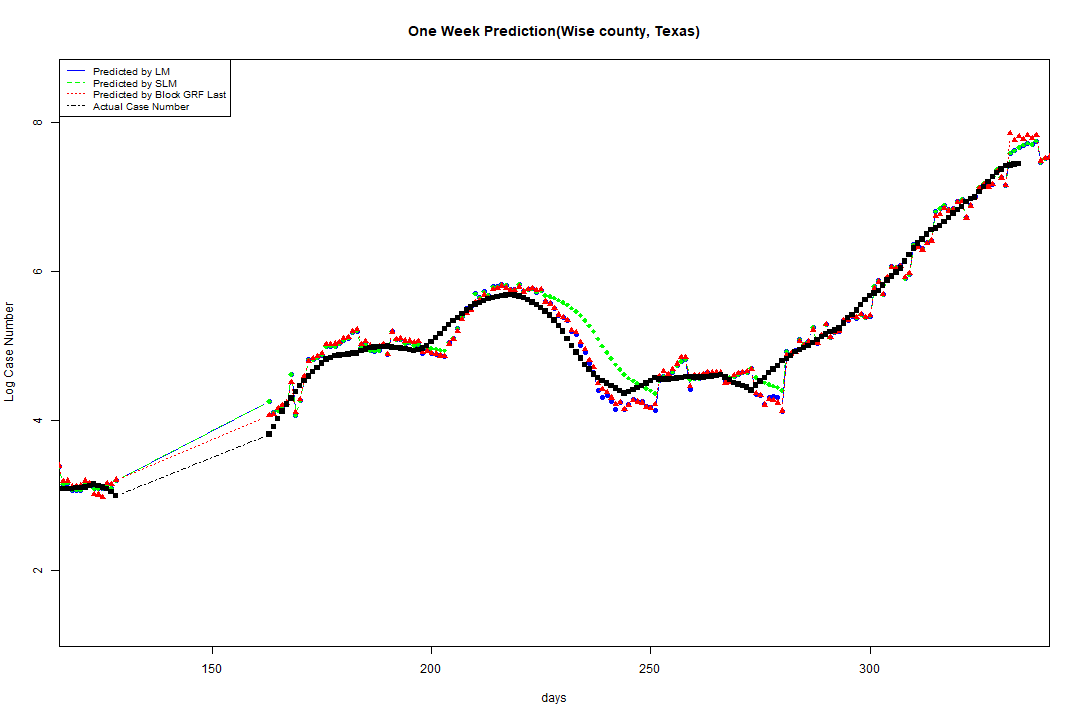 One Week Prediction(Wise county, Texas)
Predicted by LM
Predicted by SLM
Predicted by Block GRF Last
Actual Case Number
8
6
4
2
Log Case Number
150 200 250 300
days